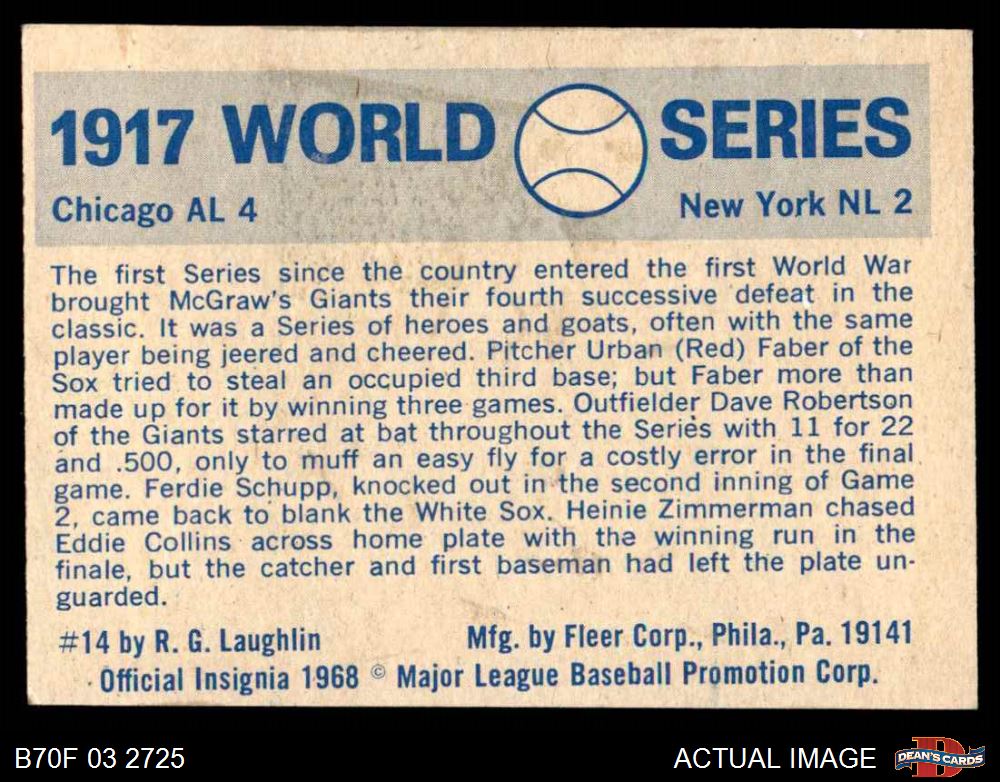 1917 WORLD SERIES
Chicago AL 4 New York NL 2
The first Series since the country entered the first World War
brought McGraw's Giants their fourth successive defeat in the
classic. It was a Series of heroes and goats, often with the same
player being jeered and cheered. Pitcher Urban (Red) Faber of the
Sox tried to steal an occupied third base; but Faber more than
made up for it by winning three games. Outfielder Dave Robertson
of the Giants starred at bat throughout the Series with 11 for 22
and .500, only to muff an easy fly for a costly error in the final
game. Ferdie Schupp, knocked out in the second inning of Game
2, came back to blank the White Sox. Heinie Zimmerman chased
Eddie Collins across home plate with the winning run in the
finale, but the catcher and first baseman had left the plate un-
guarded.
#14 by R. G. Laughlin Mfg. by Fleer Corp., Phila., Pa. 19141
Official Insignia 1968 © Major League Baseball Promotion Corp.
B70F 03 2725 ACTUAL IMAGE D DEAN'S CARDS